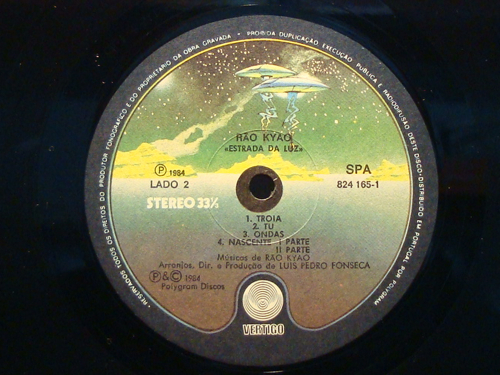 • RESERVADOS TODOS OS DIREITOS DO PRODUTOR FONOGRÁFICO E DO PROPRIETÁRIO DA OBRA GRAVADA • PROIBIDA DUPLICAÇÃO, EXECUÇÃO PÚBLICA E RADIODIFUSÃO DESTE DISCO • DISTRIBUÍDO EM PORTUGAL POR POLYGRAM
RAO KYAO
«ESTRADA DA LUZ»
Ⓟ 1984
SPA
LADO 2
824 165-1
STEREO 33⅓
1. TROIA
2. TU
3. ONDAS
4. NASCENTE I PARTE
II PARTE
Músicas de RAO KYAO
Arranjos, Dir. e Produção de LUIS PEDRO FONSECA
Ⓟ&© 1984
Polygram Discos
VERTIGO